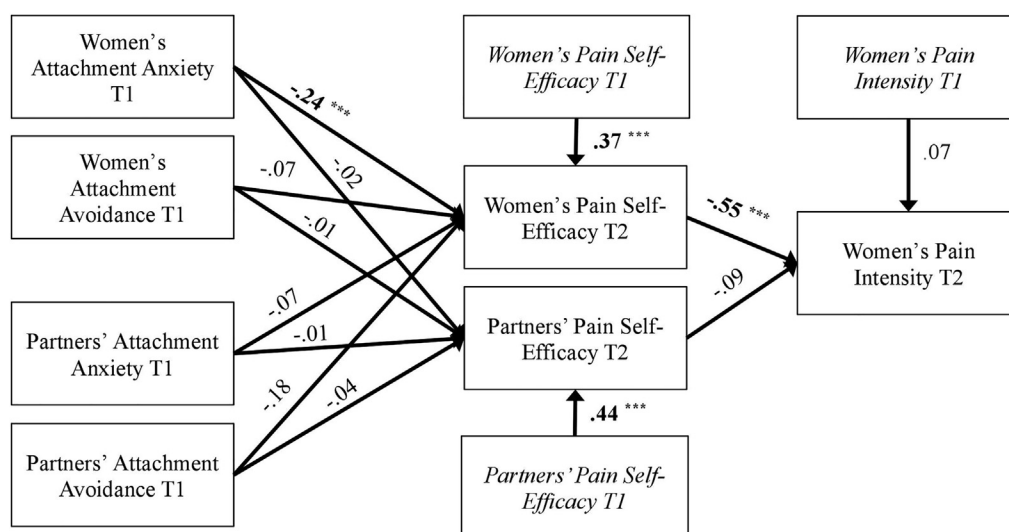 Women’s
Attachment Anxiety
T1
Women’s
Attachment
Avoidance T1
Partners’ Attachment
Anxiety T1
Partners’ Attachment
Avoidance T1
-.24 ***
-.02
-.07
-.01
-.07
-.01
-.18
-.04
Women’s Pain Self-
Efficacy T1
.37 ***
Women’s Pain Self-
Efficacy T2
Partners’ Pain Self-
Efficacy T2
.44 ***
Partners’ Pain Self-
Efficacy T1
-.55 ***
-.09
Women’s Pain
Intensity T1
.07
Women’s Pain
Intensity T2